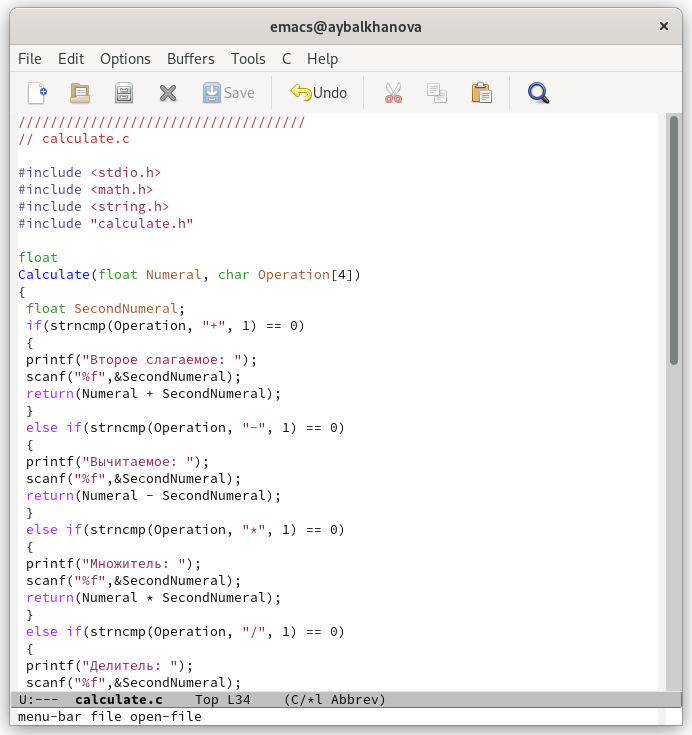 emacs@aybalkhanova
File Edit Options Buffers Tools C Help
Save Undo
////////////////////////////////////
// calculate.c
#include <stdio.h>
#include <math.h>
#include <string.h>
#include "calculate.h"
float
Calculate(float Numeral, char Operation[4])
{
float SecondNumeral;
if(strncmp(Operation, "+", 1) == 0)
{
printf("Второе слагаемое: ");
scanf("%f",&SecondNumeral);
return(Numeral + SecondNumeral);
}
else if(strncmp(Operation, "-", 1) == 0)
{
printf("Вычитаемое: ");
scanf("%f",&SecondNumeral);
return(Numeral - SecondNumeral);
}
else if(strncmp(Operation, "*", 1) == 0)
{
printf("Множитель: ");
scanf("%f",&SecondNumeral);
return(Numeral * SecondNumeral);
}
else if(strncmp(Operation, "/", 1) == 0)
{
printf("Делитель: ");
scanf("%f",&SecondNumeral);
U:--- calculate.c Top L34 (C/*l Abbrev)
menu-bar file open-file